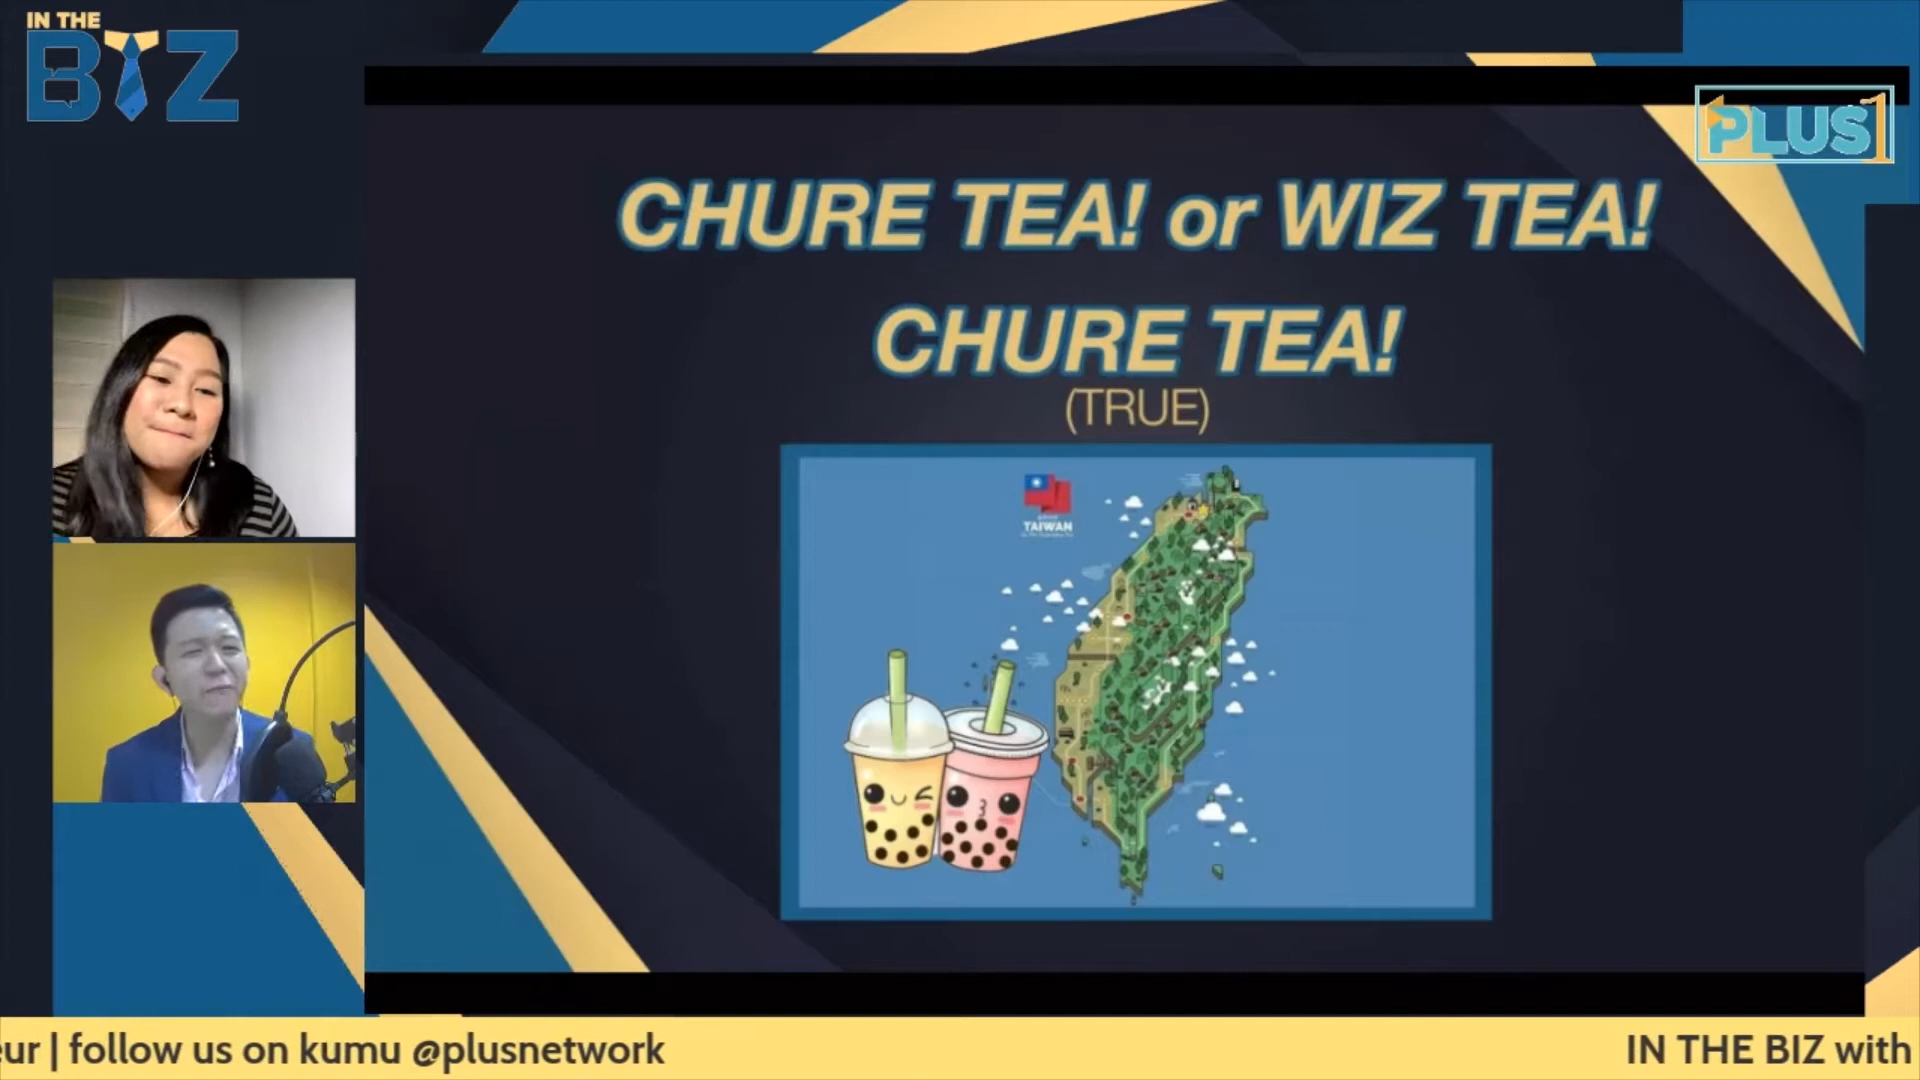 IN THE
BIZ
PLUS1
CHURE TEA! or WIZ TEA!
CHURE TEA!
(TRUE)
TAIWAN
eur | follow us on kumu @plusnetwork
IN THE BIZ with